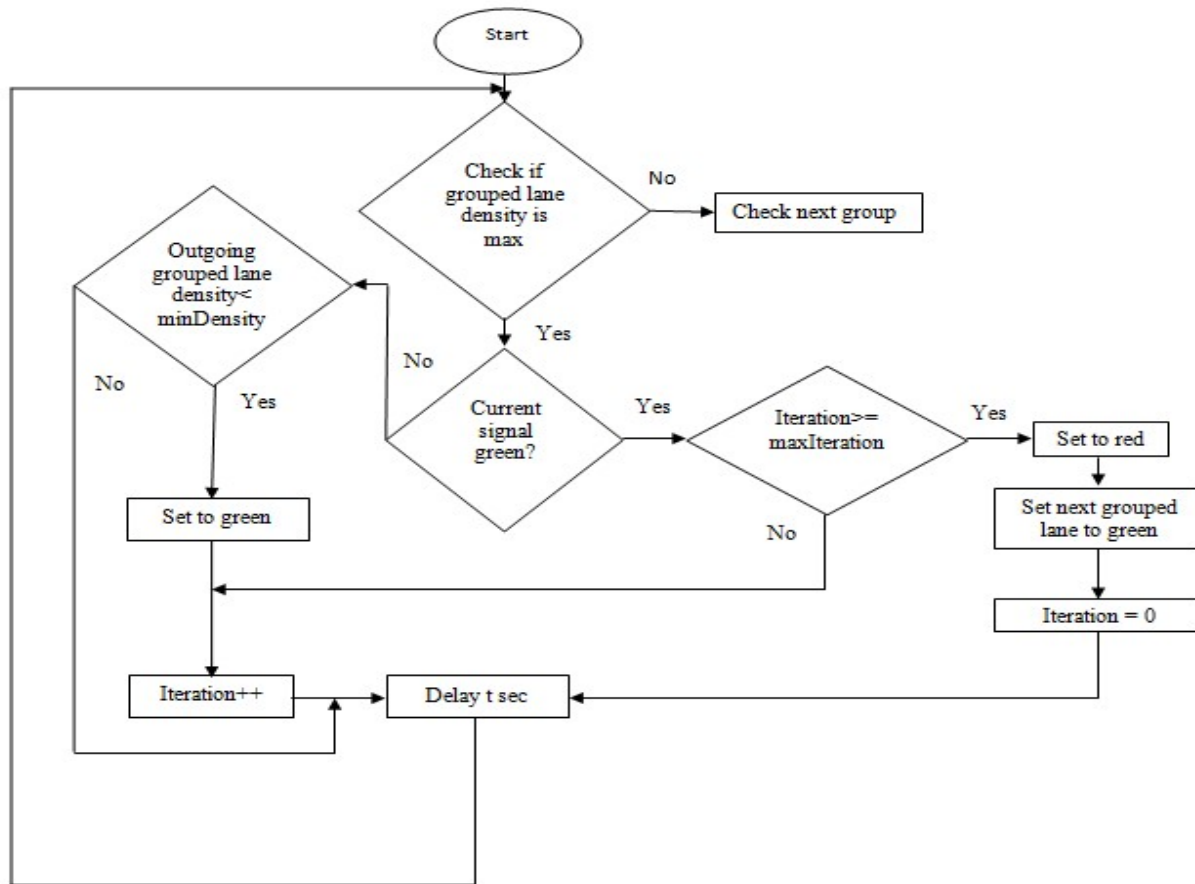 Start
Check if
grouped lane
density is
max
No
Check next group
Outgoing
grouped lane
density<
minDensity
Yes
No
No
Yes
Current
signal
green?
Yes
Iteration>=
maxIteration
Yes
Set to red
Set to green
No
Set next grouped
lane to green
Iteration = 0
Iteration++
Delay t sec